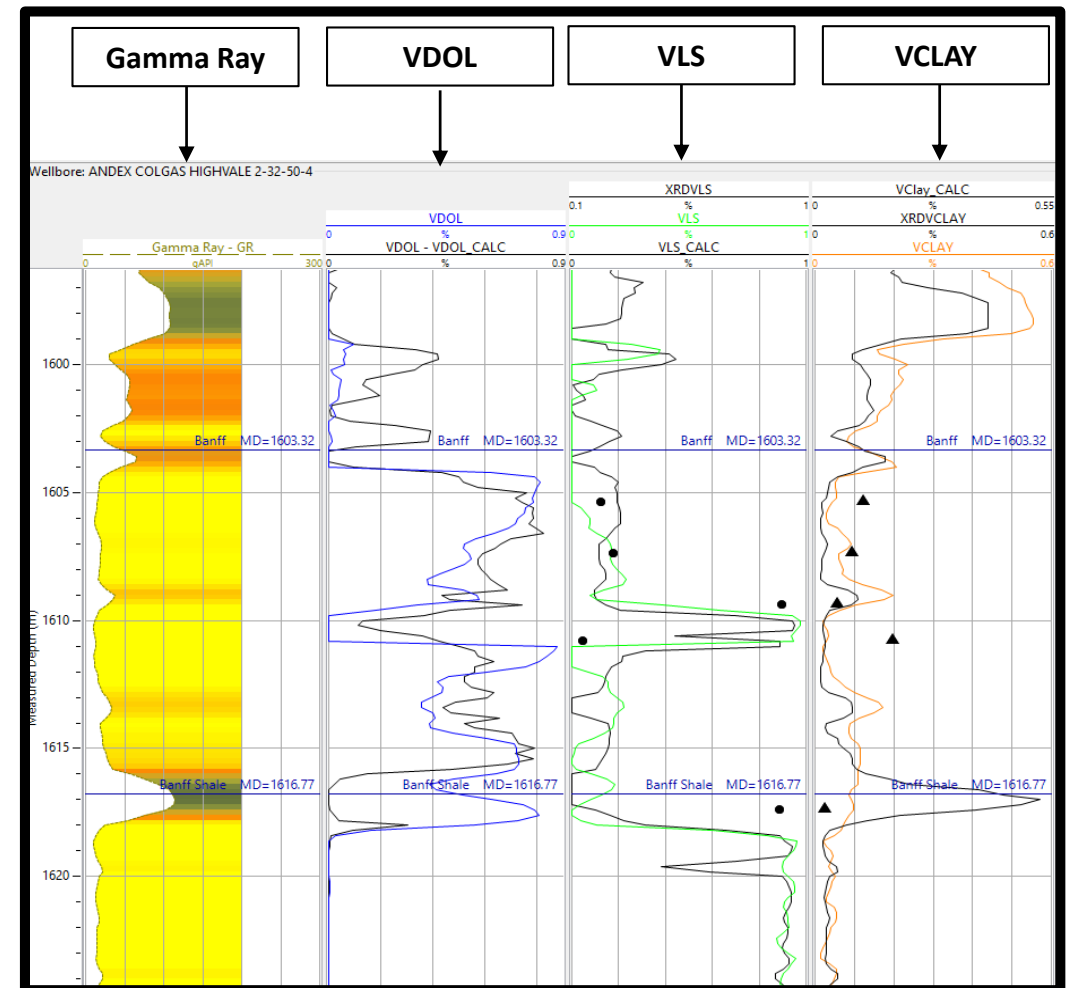 Gamma Ray
VDOL
VLS
VCLAY
Wellbore: ANDEX COLGAS HIGHVALE 2-32-50-4
XRDVLS
0.1 % 1
VClay_CALC
0 % 0.55
VDOL
0 % 0.9
VLS
0 % 1
XRDVCLAY
0 % 0.6
Gamma Ray - GR
0 gAPI 300
VDOL - VDOL_CALC
0 % 0.9
VLS_CALC
0 % 1
VCLAY
0 % 0.6
Measured Depth (m)
1600
Banff MD=1603.32
Banff MD=1603.32
Banff MD=1603.32
Banff MD=1603.32
1605
1610
1615
Banff Shale MD=1616.77
Banff Shale MD=1616.77
Banff Shale MD=1616.77
Banff Shale MD=1616.77
1620